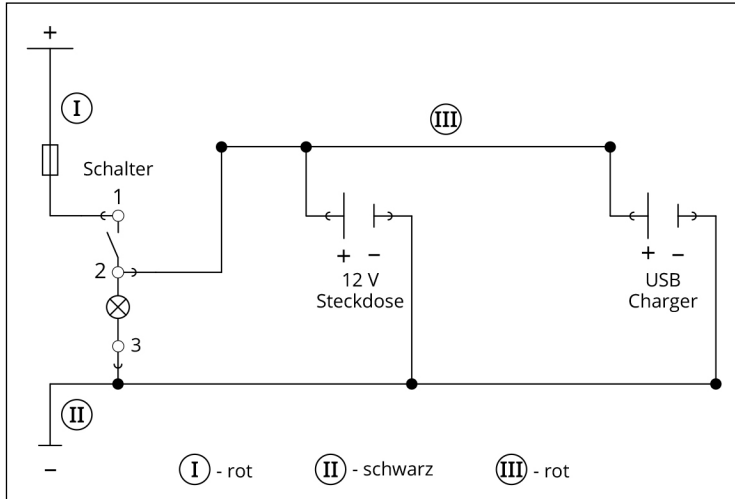 +
I
III
Schalter
1
2
+ −
12 V
Steckdose
+ −
USB
Charger
3
II
−
I - rot
II - schwarz
III - rot